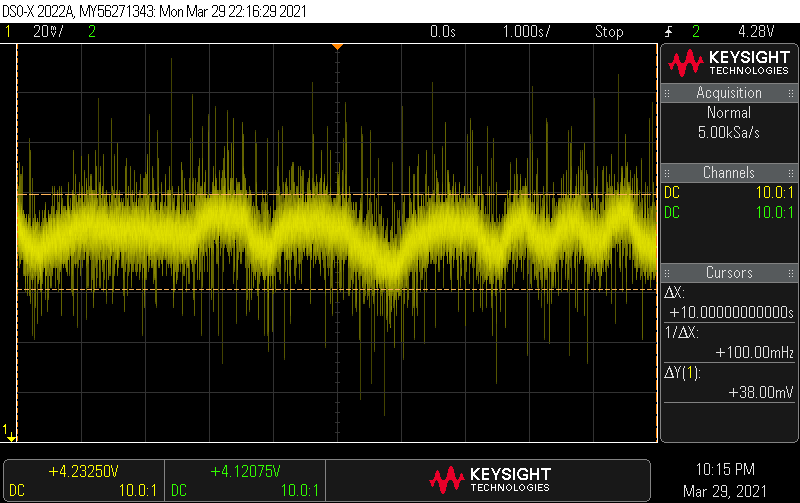 DSO-X 2022A, MY56271343: Mon Mar 29 22:16:29 2021
1 20mV/ 2 0.0s 1.000s/ Stop 2 4.28V
KEYSIGHT
TECHNOLOGIES
Acquisition
Normal
5.00kSa/s
Channels
DC 10.0:1
DC 10.0:1
Cursors
ΔX:
+10.00000000000s
1/ΔX:
+100.00mHz
ΔY(1):
+38.00mV
1
+4.23250V
DC 10.0:1
+4.12075V
DC 10.0:1
KEYSIGHT
TECHNOLOGIES
10:15 PM
Mar 29, 2021